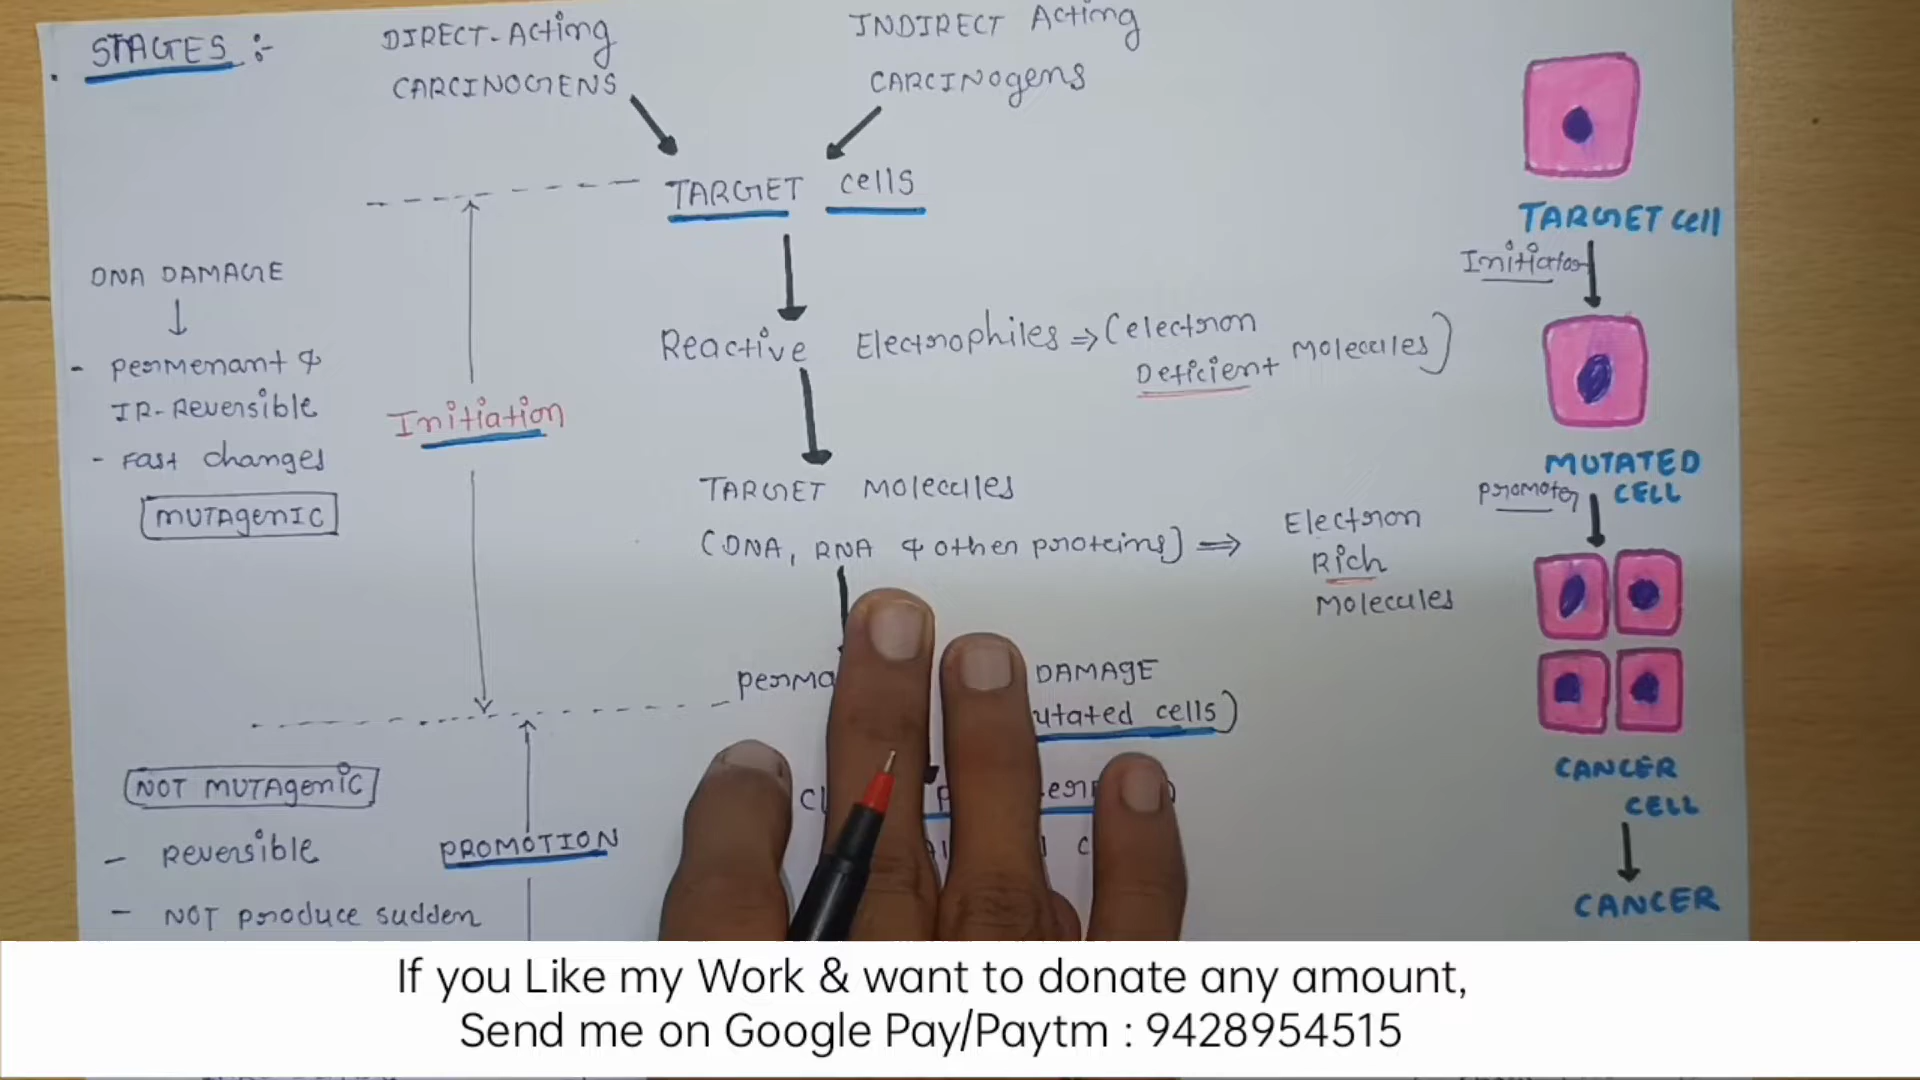 STAGES :-
DIRECT-Acting
CARCINOGENS
INDIRECT Acting
CARCINOgens
TARGET cells
DNA DAMAGE
- permenant &
IR-Reversible
- Fast changes
MUTAgenIC
Initiation
Reactive Electrophiles => (electron
Deficient Molecules)
TARGET Molecules
(DNA, RNA & other proteins) =>
Electron
Rich
Molecules
DAMAgE
cells)
NOT MUTAgenic
- Reversible
- NOT produce sudden
PROMOTION
TARGET cell
Initiator
MUTATED
CELL
promoter
CANCER
CELL
CANCER
If you Like my Work & want to donate any amount,
Send me on Google Pay/Paytm : 9428954515